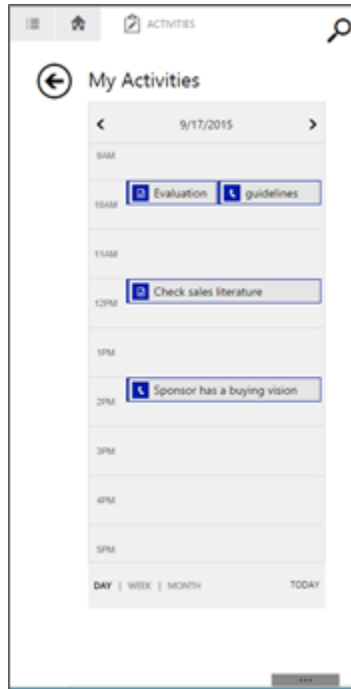 ACTIVITIES
My Activities
9/17/2015
9AM
Evaluation guidelines
10AM
11AM
Check sales literature
12PM
1PM
Sponsor has a buying vision
2PM
3PM
4PM
5PM
DAY | WEEK | MONTH TODAY